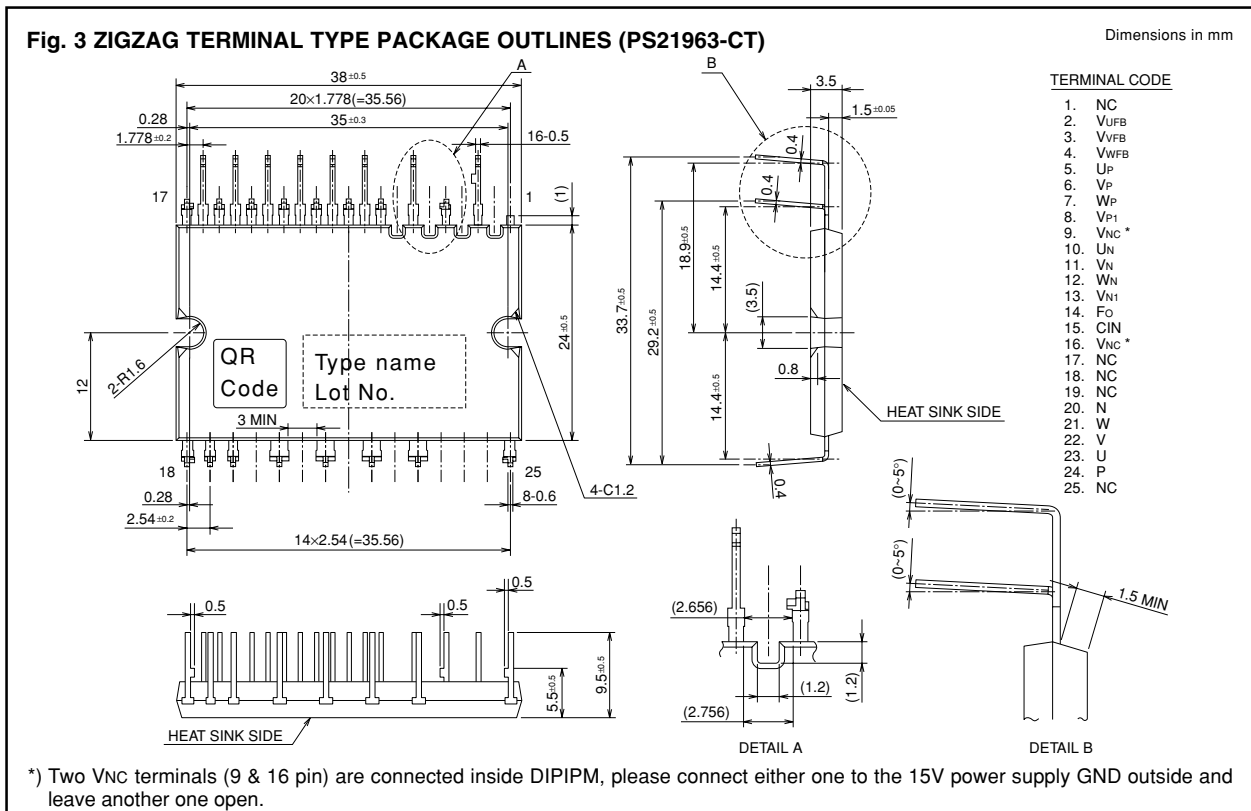 Fig. 3 ZIGZAG TERMINAL TYPE PACKAGE OUTLINES (PS21963-CT)
Dimensions in mm
A
38±0.5
20×1.778(=35.56)
0.28
35±0.3
1.778±0.2
16-0.5
17
1
(1)
24±0.5
12
2-R1.6
QR
Code
Type name
Lot No.
3 MIN
18
25
0.28
2.54±0.2
4-C1.2
8-0.6
14×2.54(=35.56)
B
3.5
1.5±0.05
0.4
0.4
33.7±0.5
29.2±0.5
18.9±0.5
14.4±0.5
(3.5)
0.8
14.4±0.5
0.4
HEAT SINK SIDE
TERMINAL CODE
1. NC
2. VUFB
3. VVFB
4. VWFB
5. UP
6. VP
7. WP
8. VP1
9. VNC *
10. UN
11. VN
12. WN
13. VN1
14. FO
15. CIN
16. VNC *
17. NC
18. NC
19. NC
20. N
21. W
22. V
23. U
24. P
25. NC
0.5
0.5
0.5
5.5±0.5
9.5±0.5
HEAT SINK SIDE
(2.656)
(1.2)
(1.2)
(2.756)
DETAIL A
(0~5°)
(0~5°)
1.5 MIN
DETAIL B
*) Two VNC terminals (9 & 16 pin) are connected inside DIPIPM, please connect either one to the 15V power supply GND outside and
leave another one open.